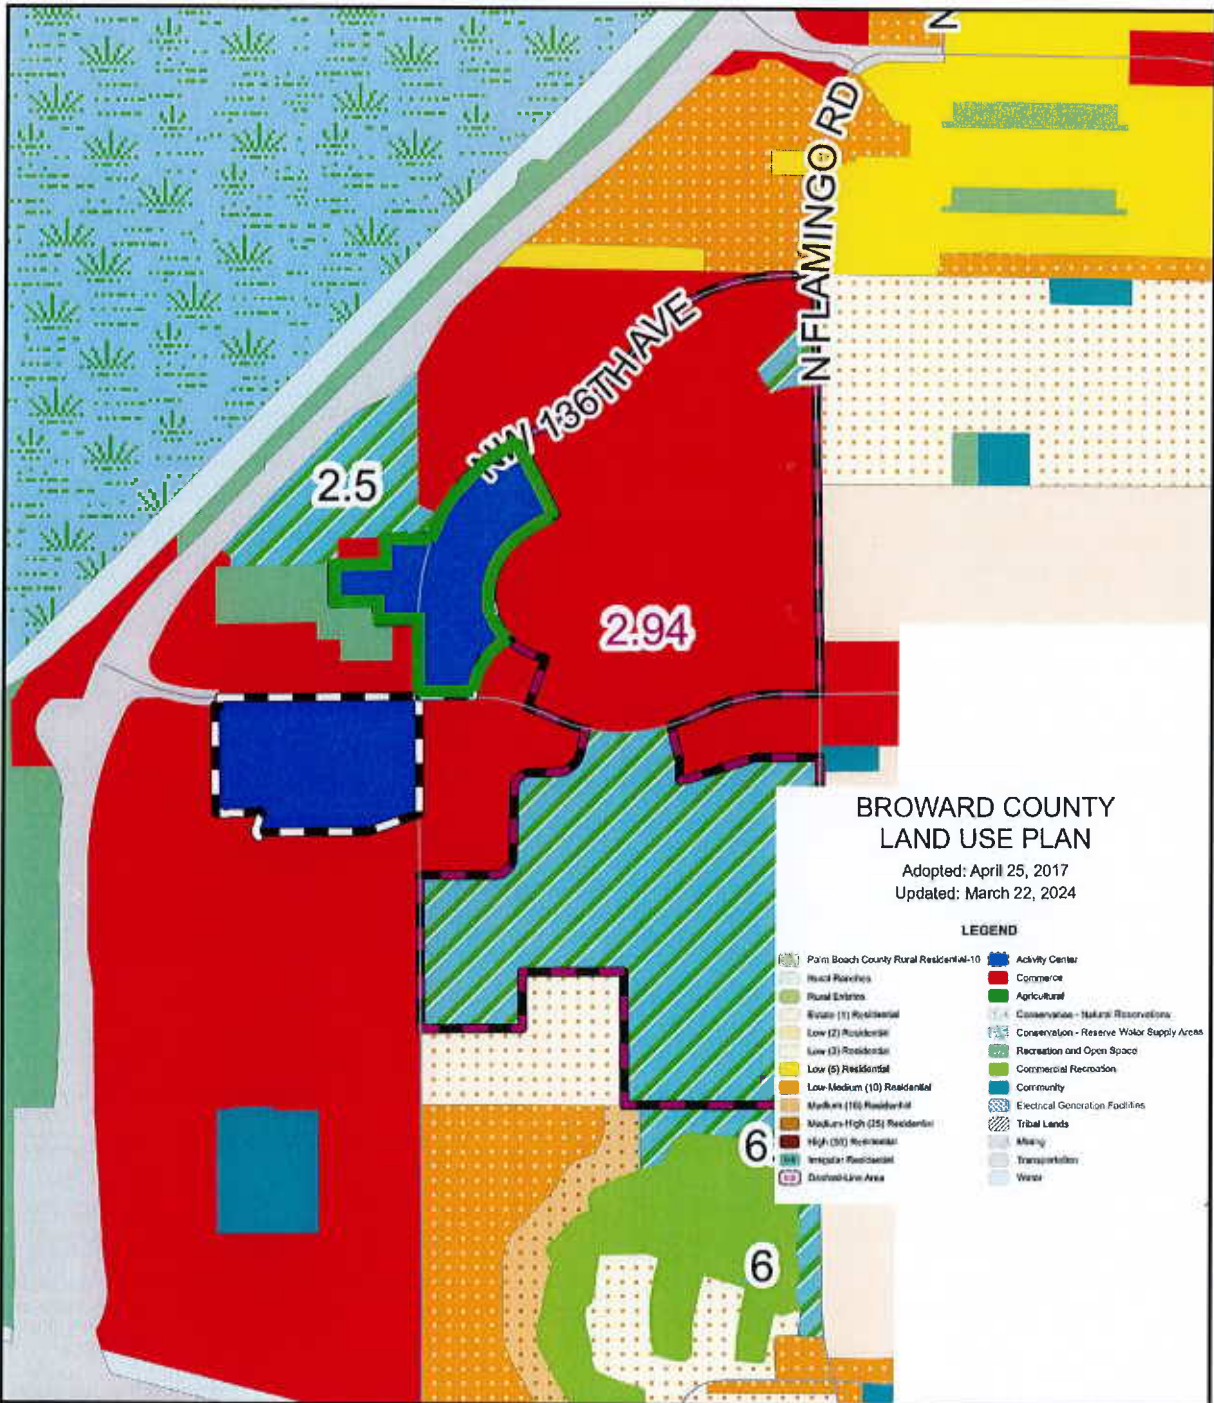 N
N FLAMINGO RD
NW 136TH AVE
2.5
2.94
BROWARD COUNTY
LAND USE PLAN
Adopted: April 25, 2017
Updated: March 22, 2024
LEGEND
Palm Beach County Rural Residential-10
Rural Ranches
Rural Estates
Estate (1) Residential
Low (2) Residential
Low (3) Residential
Low (5) Residential
Low-Medium (10) Residential
Medium (16) Residential
Medium-High (25) Residential
High (50) Residential
Irregular Residential
Dashed-Line Area
Activity Center
Commerce
Agricultural
Conservation - Natural Reservations
Conservation - Reserve Water Supply Areas
Recreation and Open Space
Commercial Recreation
Community
Electrical Generation Facilities
Tribal Lands
Mining
Transportation
Water
6
6